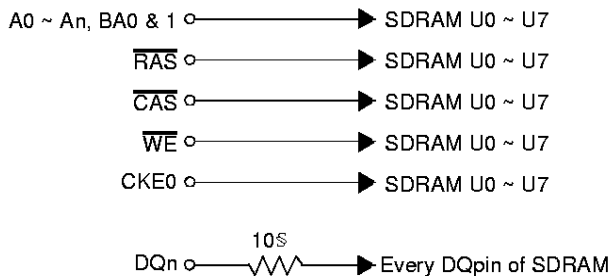 A0 ~ An, BA0 & 1 SDRAM U0 ~ U7
RAS SDRAM U0 ~ U7
CAS SDRAM U0 ~ U7
WE SDRAM U0 ~ U7
CKE0 SDRAM U0 ~ U7
10S
DQn Every DQpin of SDRAM